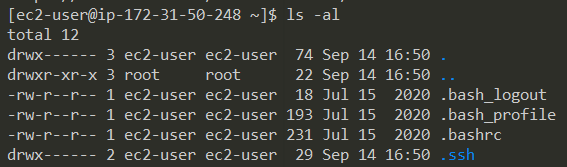 [ec2-user@ip-172-31-50-248 ~]$ ls -al
total 12
drwx------ 3 ec2-user ec2-user  74 Sep 14 16:50 .
drwxr-xr-x 3 root     root      22 Sep 14 16:50 ..
-rw-r--r-- 1 ec2-user ec2-user  18 Jul 15  2020 .bash_logout
-rw-r--r-- 1 ec2-user ec2-user 193 Jul 15  2020 .bash_profile
-rw-r--r-- 1 ec2-user ec2-user 231 Jul 15  2020 .bashrc
drwx------ 2 ec2-user ec2-user  29 Sep 14 16:50 .ssh